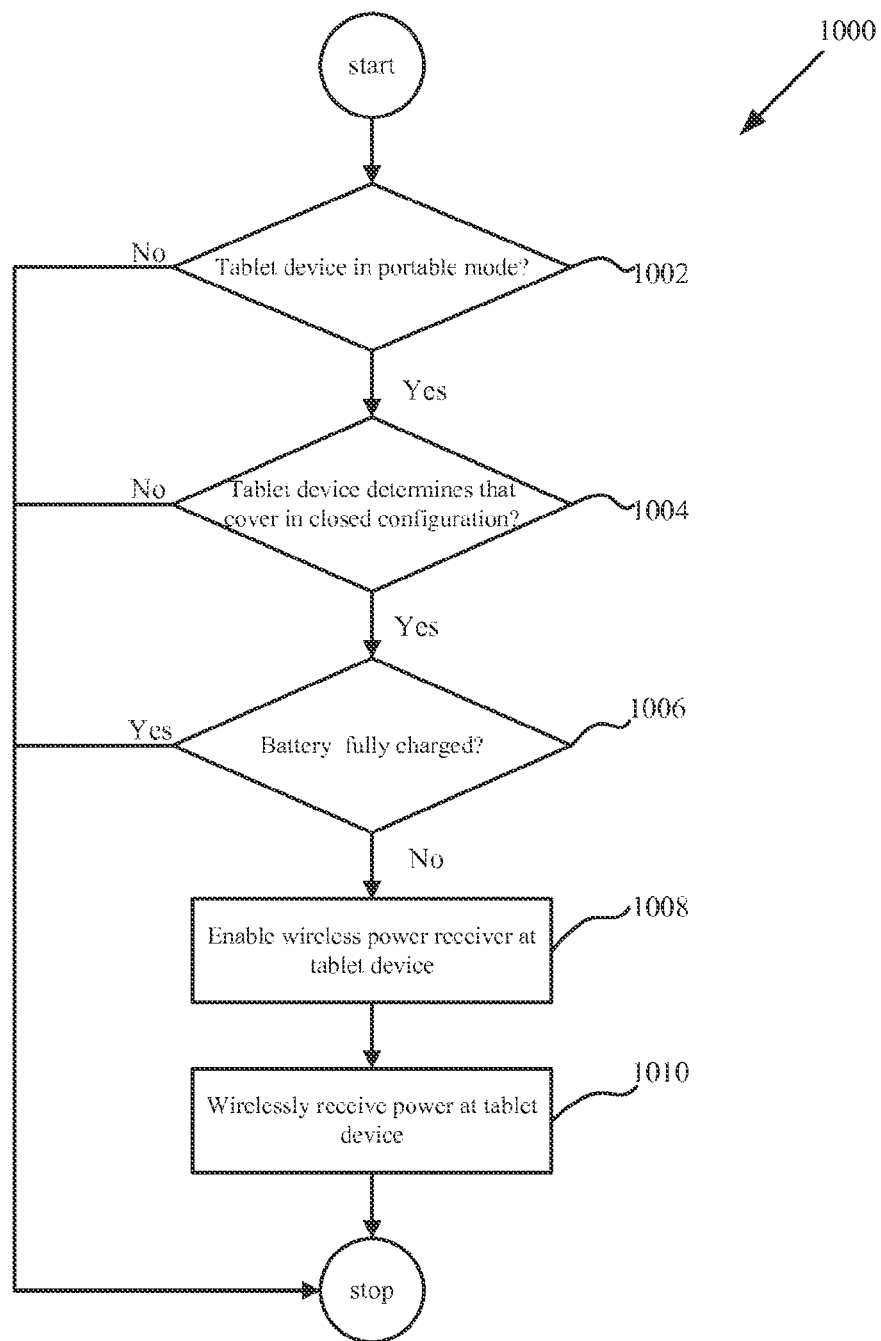 1000
start
No
Tablet device in portable mode?
1002
Yes
No
Tablet device determines that
cover in closed configuration?
1004
Yes
Yes
Battery fully charged?
1006
No
1008
Enable wireless power receiver at
tablet device
1010
Wirelessly receive power at tablet
device
stop